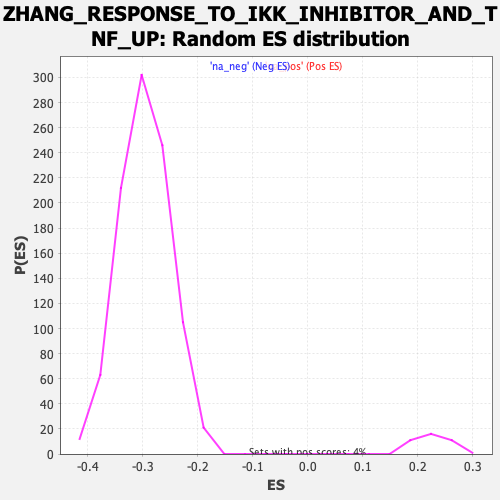 ZHANG_RESPONSE_TO_IKK_INHIBITOR_AND_T
NF_UP: Random ES distribution
'na_neg' (Neg ES)os' (Pos ES)
300
280
260
240
220
200
180
160
140
120
100
80
60
40
20
0
P(ES)
Sets with pos scores: 4%
-0.4 -0.3 -0.2 -0.1 0.0 0.1 0.2 0.3
ES